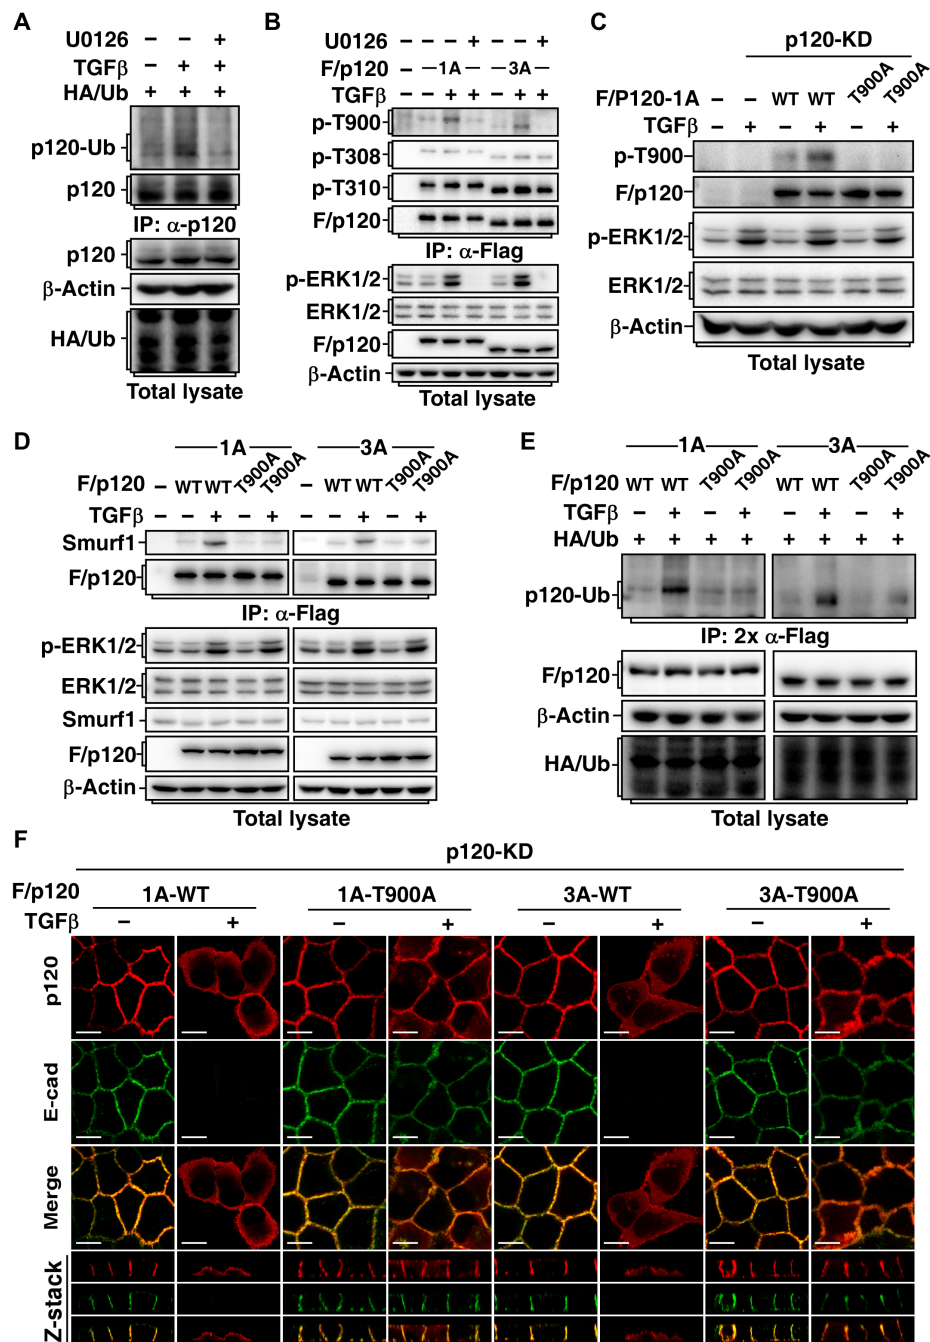 A
U0126 – – +
TGFβ – + +
HA/Ub + + +
p120-Ub
p120
IP: α-p120
p120
β-Actin
HA/Ub
Total lysate
B
U0126 – – – + – – +
F/p120 – –1A– –3A–
TGFβ – – + + – + +
p-T900
p-T308
p-T310
F/p120
IP: α-Flag
p-ERK1/2
ERK1/2
F/p120
β-Actin
Total lysate
C
p120-KD
F/P120-1A – – WT WT T900A T900A
TGFβ – + – + – +
p-T900
F/p120
p-ERK1/2
ERK1/2
β-Actin
Total lysate
D
1A 3A
F/p120 – WT WT T900A T900A – WT WT T900A T900A
TGFβ – – + – + – – + – +
Smurf1
F/p120
IP: α-Flag
p-ERK1/2
ERK1/2
Smurf1
F/p120
β-Actin
Total lysate
E
1A 3A
F/p120 WT WT T900A T900A WT WT T900A T900A
TGFβ – + – + – + – +
HA/Ub + + + + + + + +
p120-Ub
IP: 2x α-Flag
F/p120
β-Actin
HA/Ub
Total lysate
F
p120-KD
F/p120 1A-WT 1A-T900A 3A-WT 3A-T900A
TGFβ – + – + – + – +
p120
E-cad
Merge
Z-stack